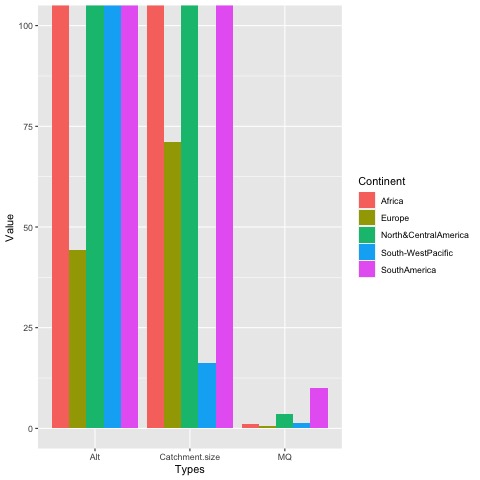 100
75
50
25
0
Value
Alt
Catchment.size
MQ
Types
Continent
Africa
Europe
North&CentralAmerica
South-WestPacific
SouthAmerica